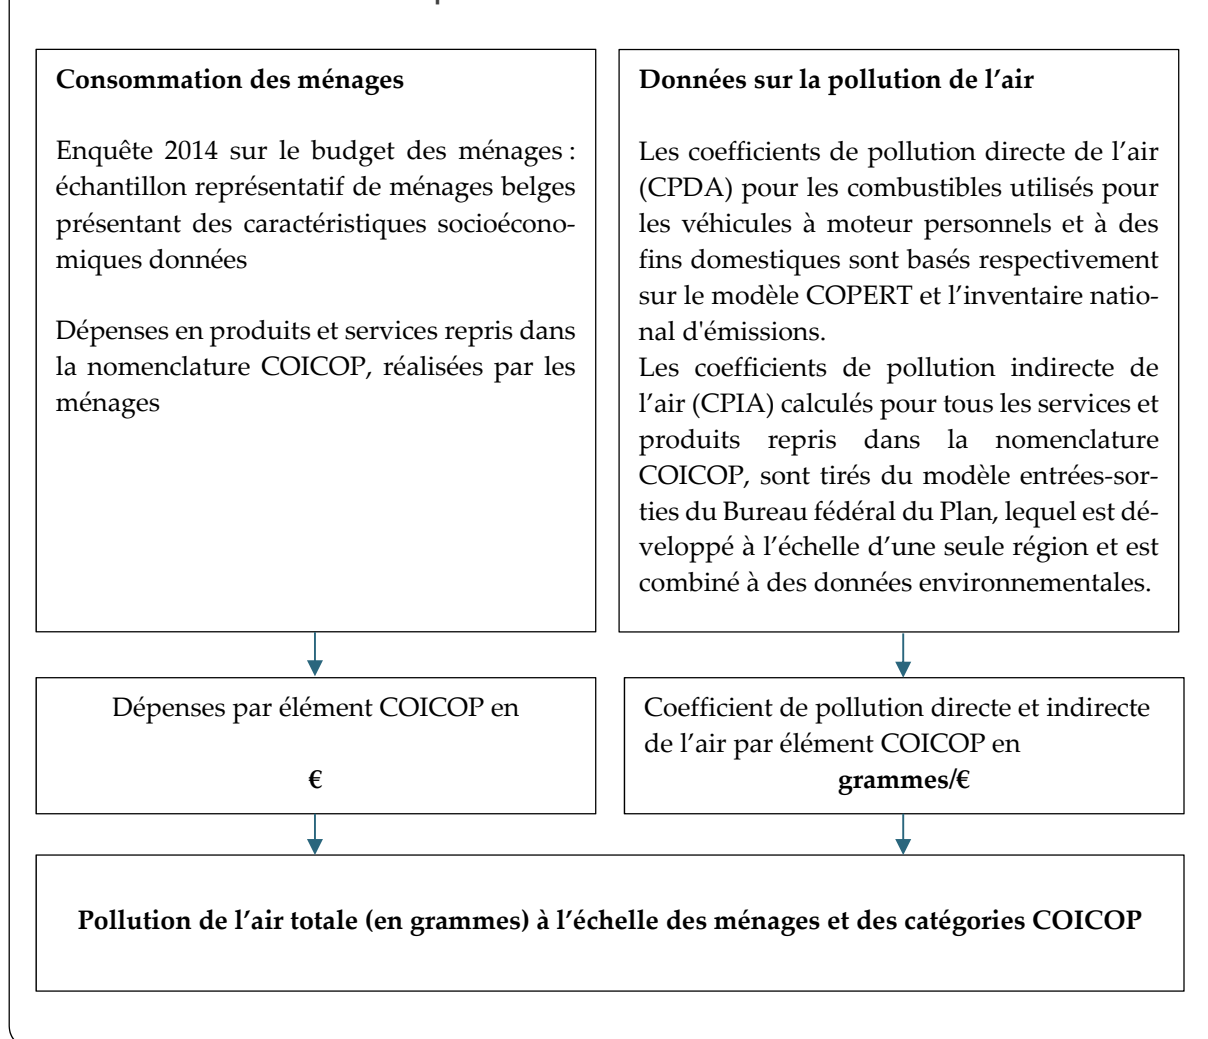 Consommation des ménages
Enquête 2014 sur le budget des ménages :
échantillon représentatif de ménages belges
présentant des caractéristiques socioécono-
miques données
Dépenses en produits et services repris dans
la nomenclature COICOP, réalisées par les
ménages
Données sur la pollution de l’air
Les coefficients de pollution directe de l’air
(CPDA) pour les combustibles utilisés pour
les véhicules à moteur personnels et à des
fins domestiques sont basés respectivement
sur le modèle COPERT et l’inventaire natio-
nal d'émissions.
Les coefficients de pollution indirecte de
l’air (CPIA) calculés pour tous les services et
produits repris dans la nomenclature
COICOP, sont tirés du modèle entrées-sor-
ties du Bureau fédéral du Plan, lequel est dé-
veloppé à l’échelle d’une seule région et est
combiné à des données environnementales.
Dépenses par élément COICOP en
€
Coefficient de pollution directe et indirecte
de l’air par élément COICOP en
grammes/€
Pollution de l’air totale (en grammes) à l’échelle des ménages et des catégories COICOP